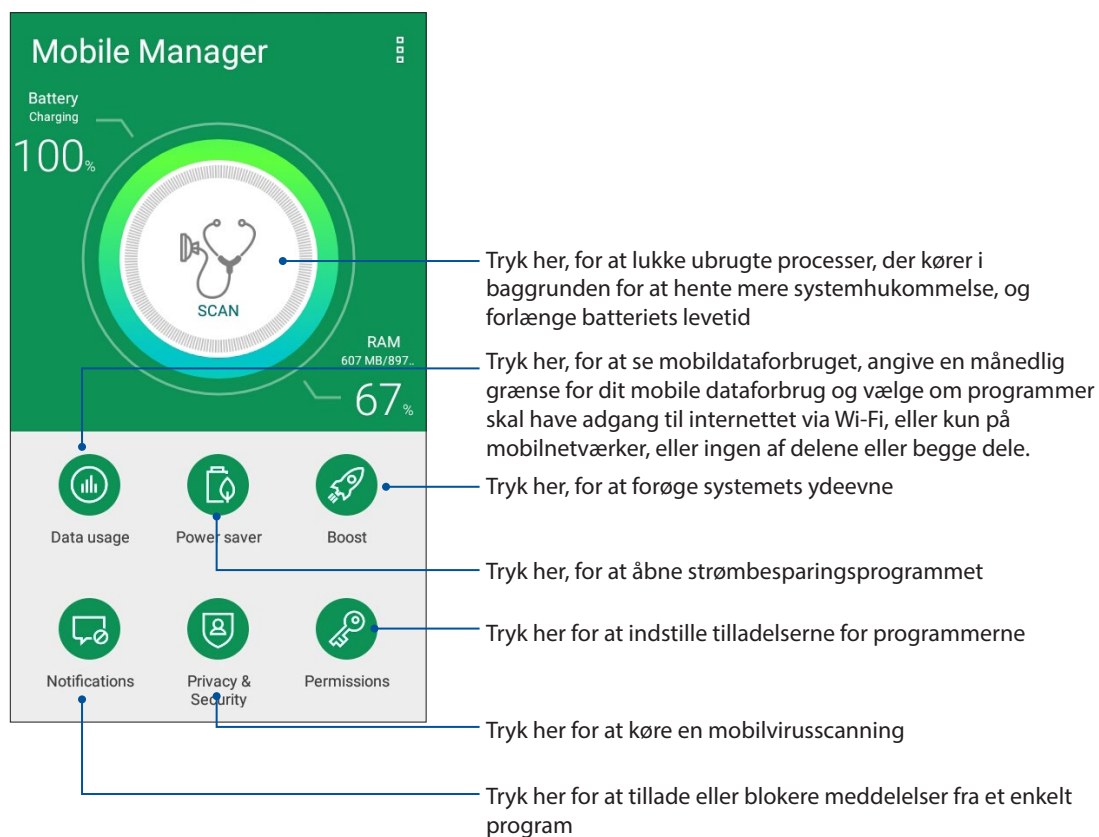 Mobile Manager
Battery
Charging
100%
SCAN
RAM
607 MB/897..
67%
Data usage
Power saver
Boost
Notifications
Privacy &
Security
Permissions
Tryk her, for at lukke ubrugte processer, der kører i
baggrunden for at hente mere systemhukommelse, og
forlænge batteriets levetid
Tryk her, for at se mobildataforbruget, angive en månedlig
grænse for dit mobile dataforbrug og vælge om programmer
skal have adgang til internettet via Wi-Fi, eller kun på
mobilnetværker, eller ingen af delene eller begge dele.
Tryk her, for at forøge systemets ydeevne
Tryk her, for at åbne strømbesparingsprogrammet
Tryk her for at indstille tilladelserne for programmerne
Tryk her for at køre en mobilvirusscanning
Tryk her for at tillade eller blokere meddelelser fra et enkelt
program